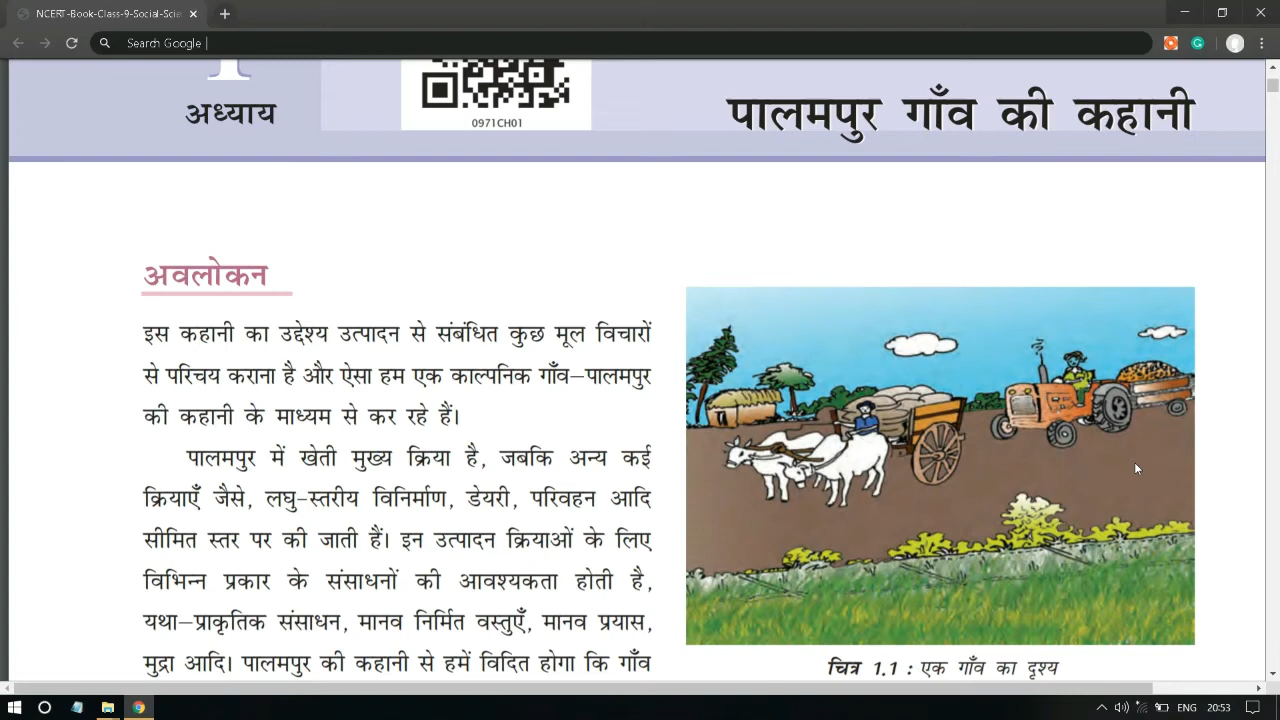 NCERT-Book-Class-9-Social-Scie
Search Google
अध्याय
0971CH01
पालमपुर गाँव की कहानी
अवलोकन
इस कहानी का उद्देश्य उत्पादन से संबंधित कुछ मूल विचारों
से परिचय कराना है और ऐसा हम एक काल्पनिक गाँव–पालमपुर
की कहानी के माध्यम से कर रहे हैं।
पालमपुर में खेती मुख्य क्रिया है, जबकि अन्य कई
क्रियाएँ जैसे, लघु-स्तरीय विनिर्माण, डेयरी, परिवहन आदि
सीमित स्तर पर की जाती हैं। इन उत्पादन क्रियाओं के लिए
विभिन्न प्रकार के संसाधनों की आवश्यकता होती है,
यथा–प्राकृतिक संसाधन, मानव निर्मित वस्तुएँ, मानव प्रयास,
मुद्रा आदि। पालमपुर की कहानी से हमें विदित होगा कि गाँव
चित्र 1.1 : एक गाँव का दृश्य
ENG
20:53